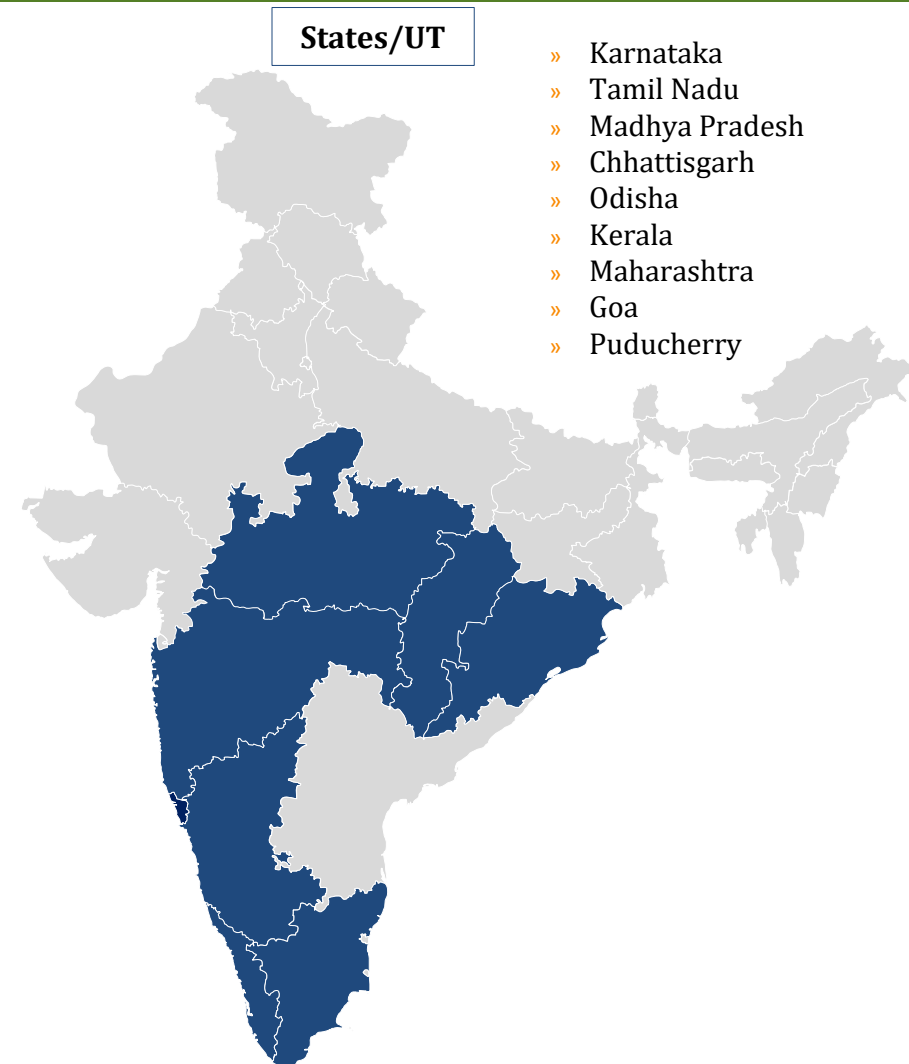 States/UT
» Karnataka
» Tamil Nadu
» Madhya Pradesh
» Chhattisgarh
» Odisha
» Kerala
» Maharashtra
» Goa
» Puducherry